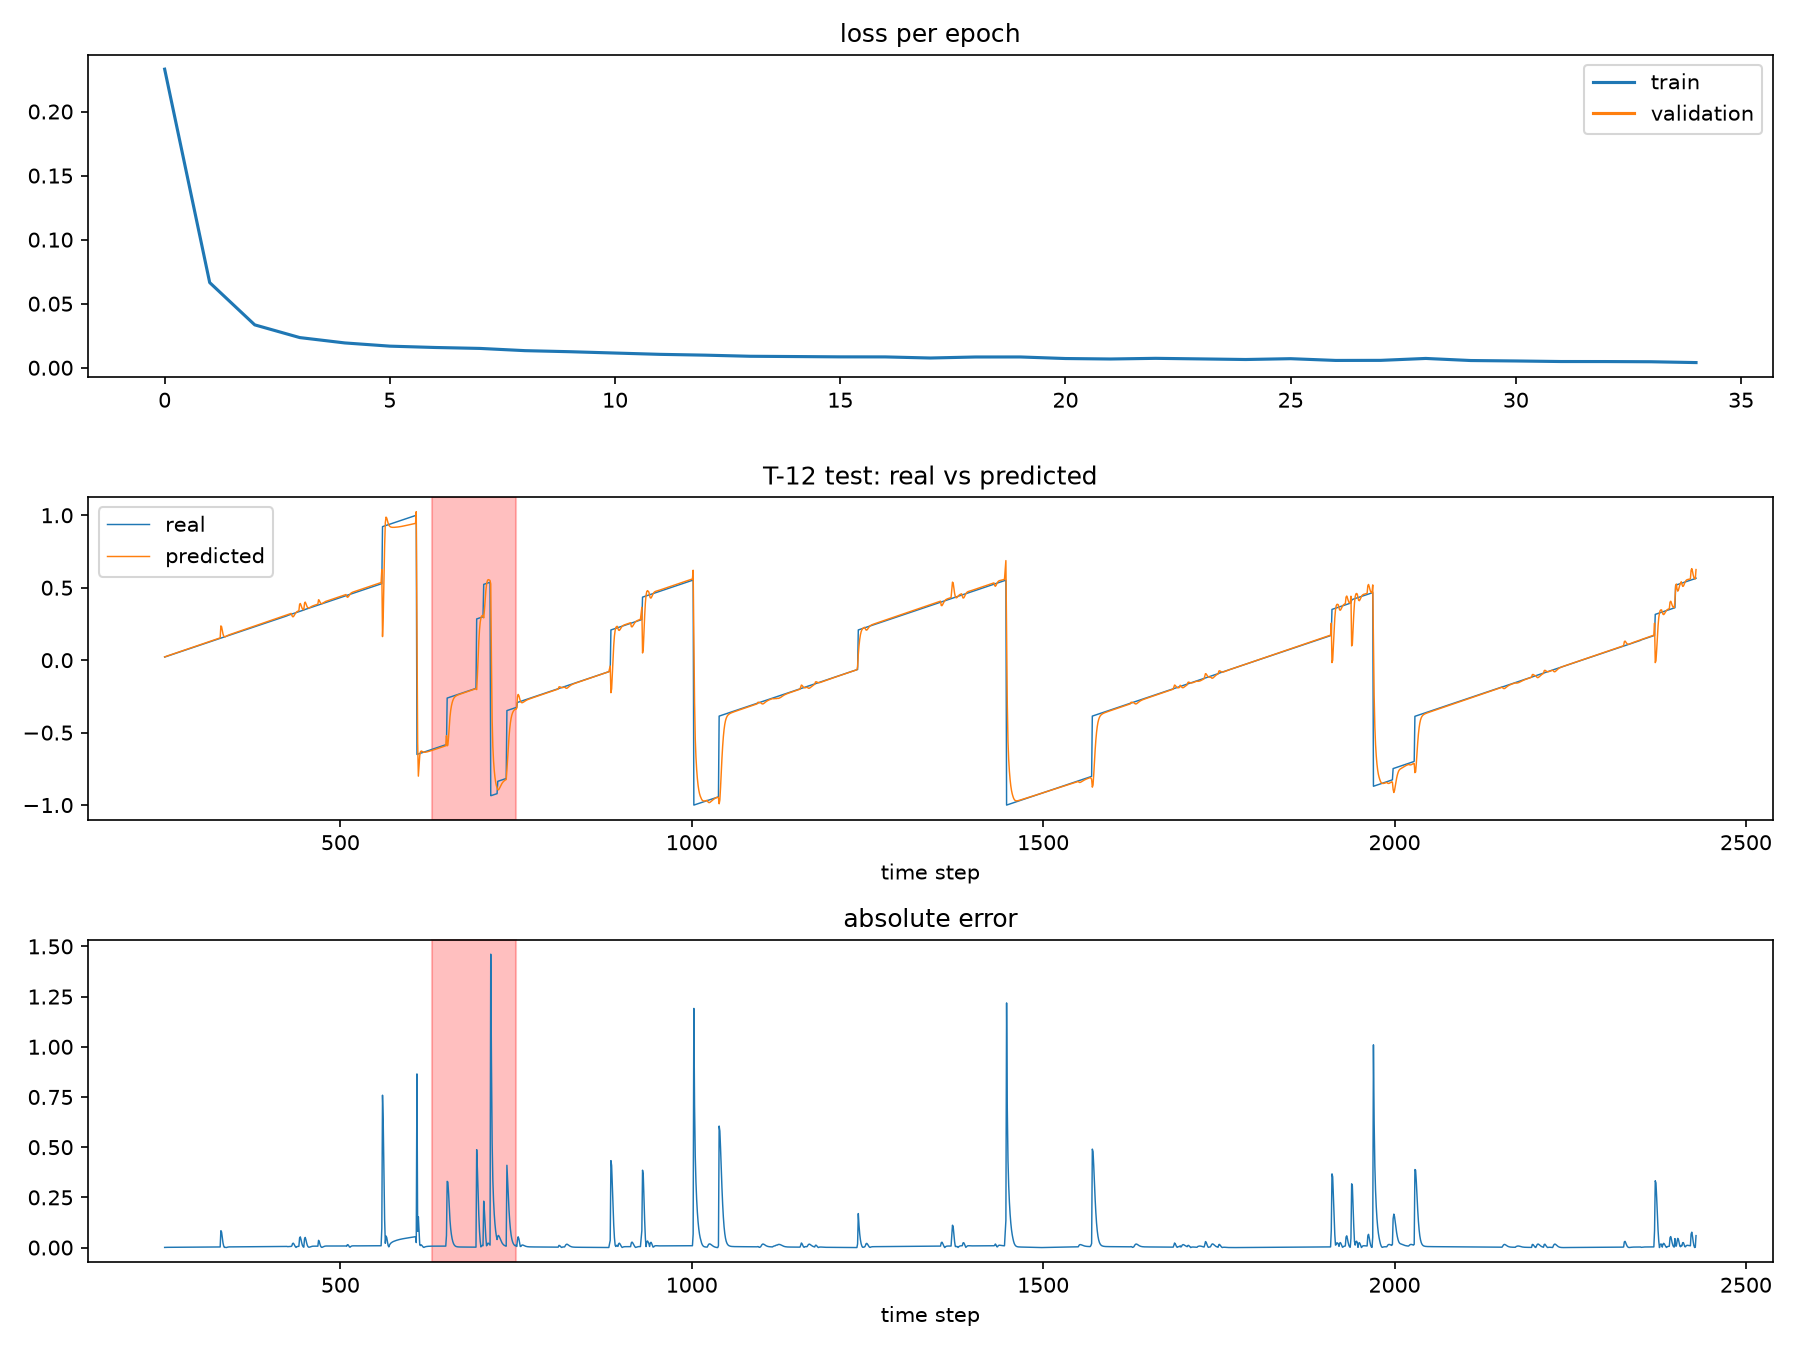 loss per epoch
train
validation
0.20
0.15
0.10
0.05
0.00
0 5 10 15 20 25 30 35
T-12 test: real vs predicted
real
predicted
1.0
0.5
0.0
−0.5
−1.0
500 1000 1500 2000 2500
time step
absolute error
1.50
1.25
1.00
0.75
0.50
0.25
0.00
500 1000 1500 2000 2500
time step